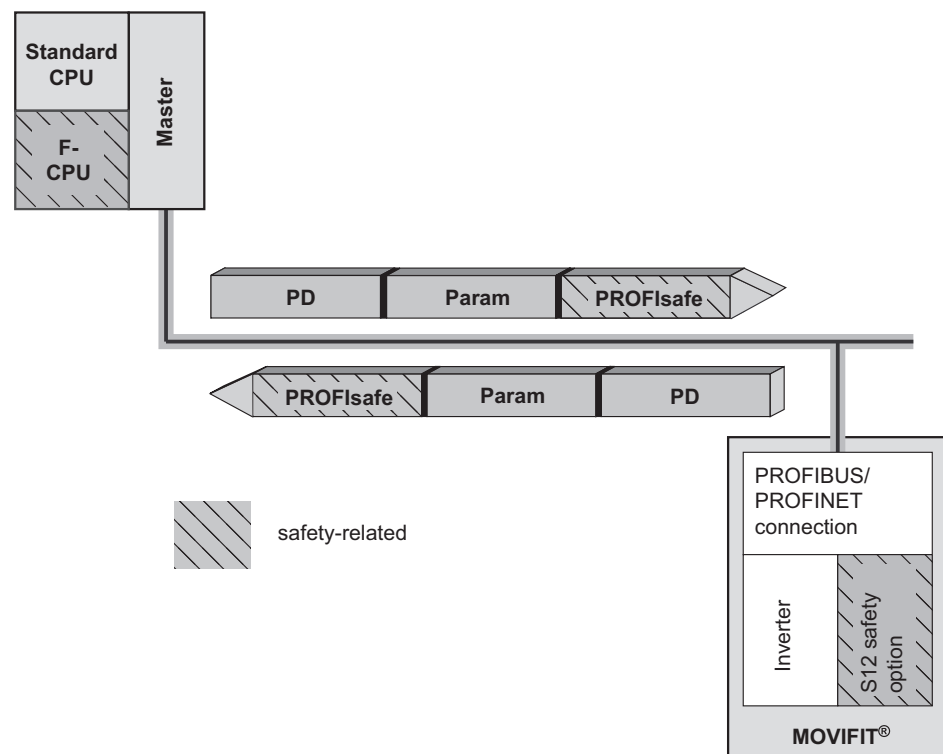 Standard
CPU
F-
CPU
Master
PD
Param
PROFIsafe
PROFIsafe
Param
PD
safety-related
PROFIBUS/
PROFINET
connection
Inverter
S12 safety
option
MOVIFIT®